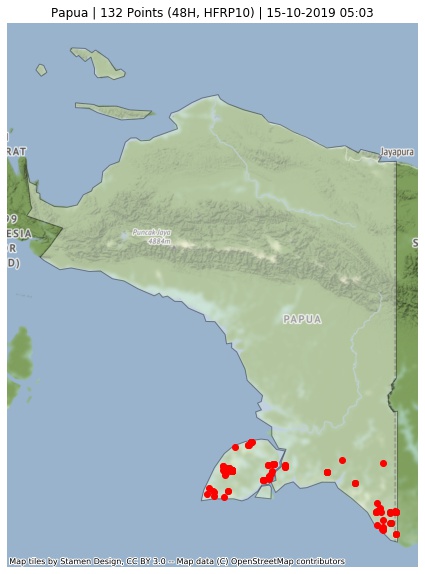 Papua | 132 Points (48H, HFRP10) | 15-10-2019 05:03
RAT
Jayapura
99
ESIA
R
D)
Puncak Jaya
4884m
S
PAPUA
Map tiles by Stamen Design, CC BY 3.0 -- Map data (C) OpenStreetMap contributors